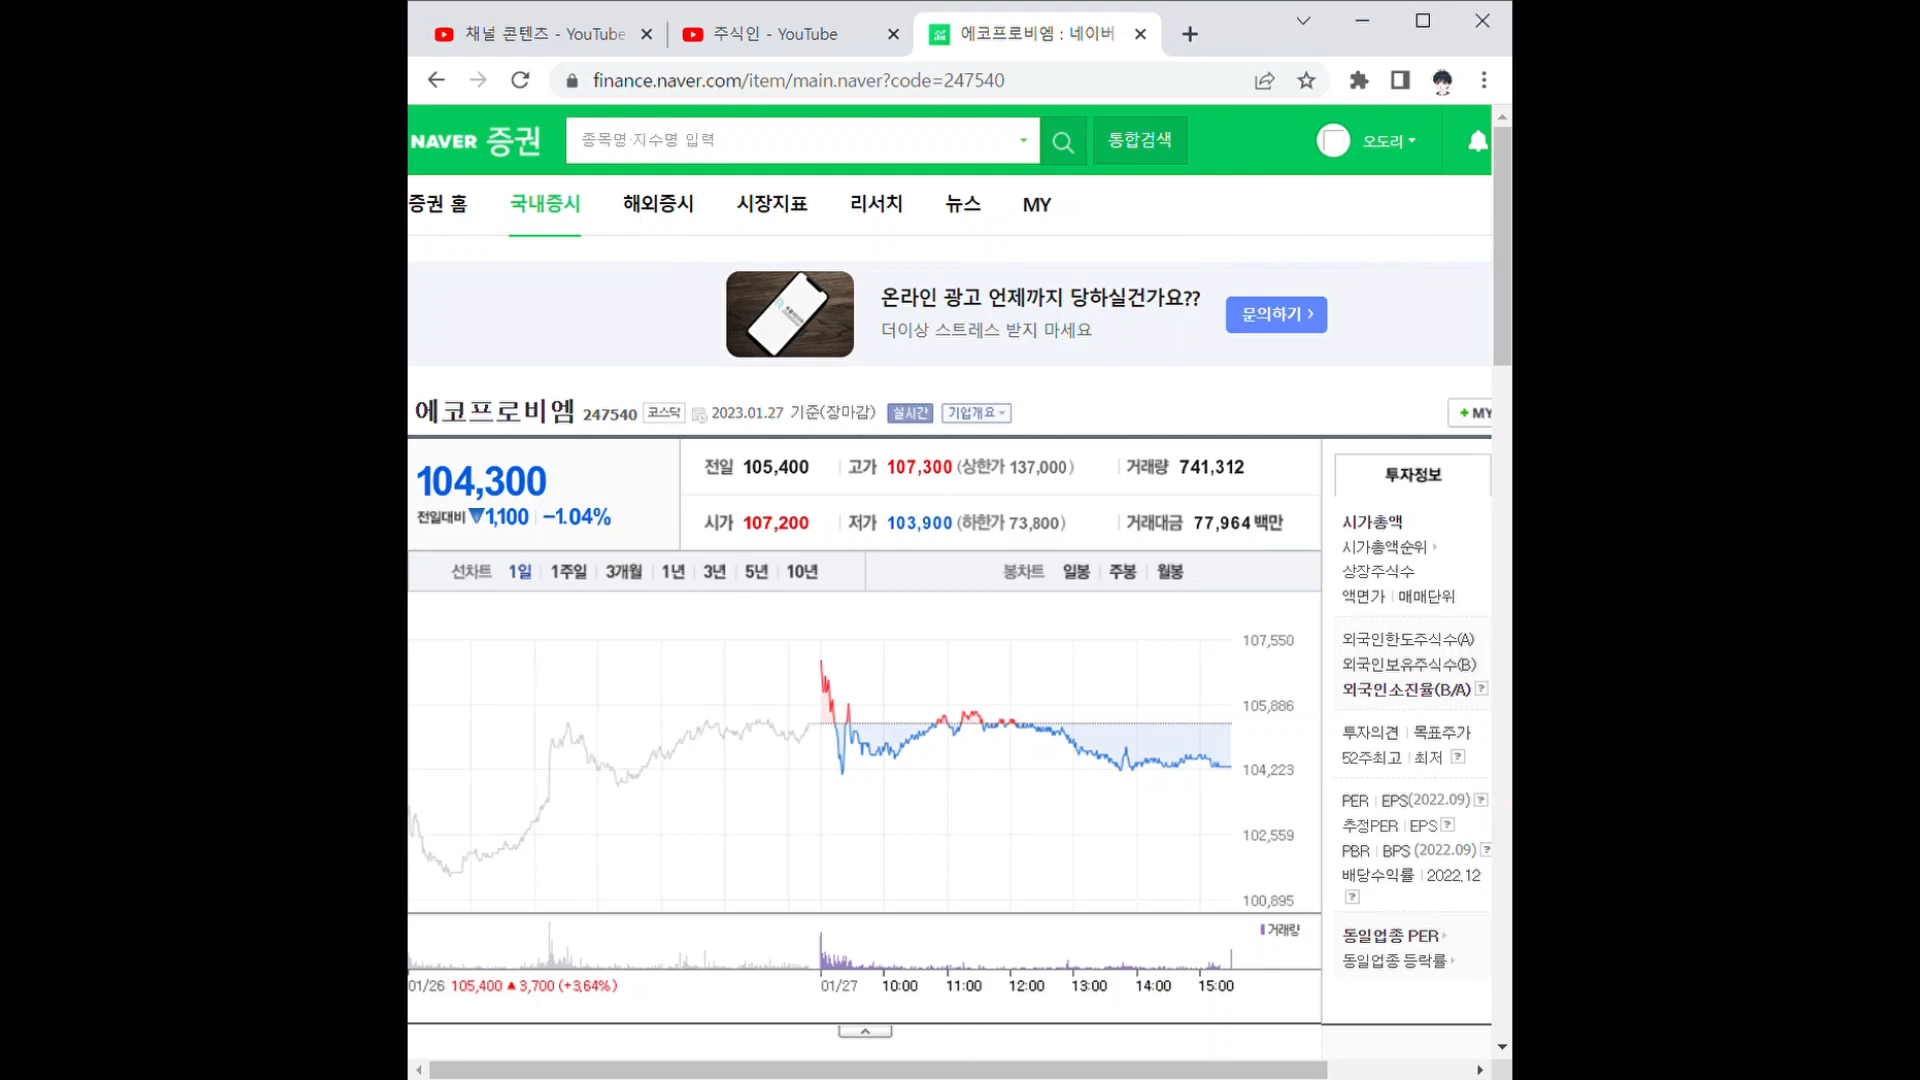 채널 콘텐츠 - YouTube
주식인 - YouTube
에코프로비엠 : 네이버
finance.naver.com/item/main.naver?code=247540
NAVER 증권
종목명·지수명 입력
통합검색
오도리
증권 홈 국내증시 해외증시 시장지표 리서치 뉴스 MY
온라인 광고 언제까지 당하실건가요??
더이상 스트레스 받지 마세요
문의하기 >
에코프로비엠 247540 코스닥 2023.01.27 기준(장마감) 실시간 기업개요
+ MY
104,300
전일대비 ▼1,100 -1.04%
전일 105,400 고가 107,300 (상한가 137,000) 거래량 741,312
시가 107,200 저가 103,900 (하한가 73,800) 거래대금 77,964 백만
선차트 1일 1주일 3개월 1년 3년 5년 10년 봉차트 일봉 주봉 월봉
107,550
105,886
104,223
102,559
100,895
거래량
01/26 105,400 ▲ 3,700 (+3,64%)
01/27 10:00 11:00 12:00 13:00 14:00 15:00
투자정보
시가총액
시가총액순위
상장주식수
액면가 | 매매단위
외국인한도주식수(A)
외국인보유주식수(B)
외국인소진율(B/A) ?
투자의견 | 목표주가
52주최고 | 최저 ?
PER | EPS(2022.09) ?
추정PER | EPS ?
PBR | BPS (2022.09) ?
배당수익률 | 2022.12
?
동일업종 PER
동일업종 등락률